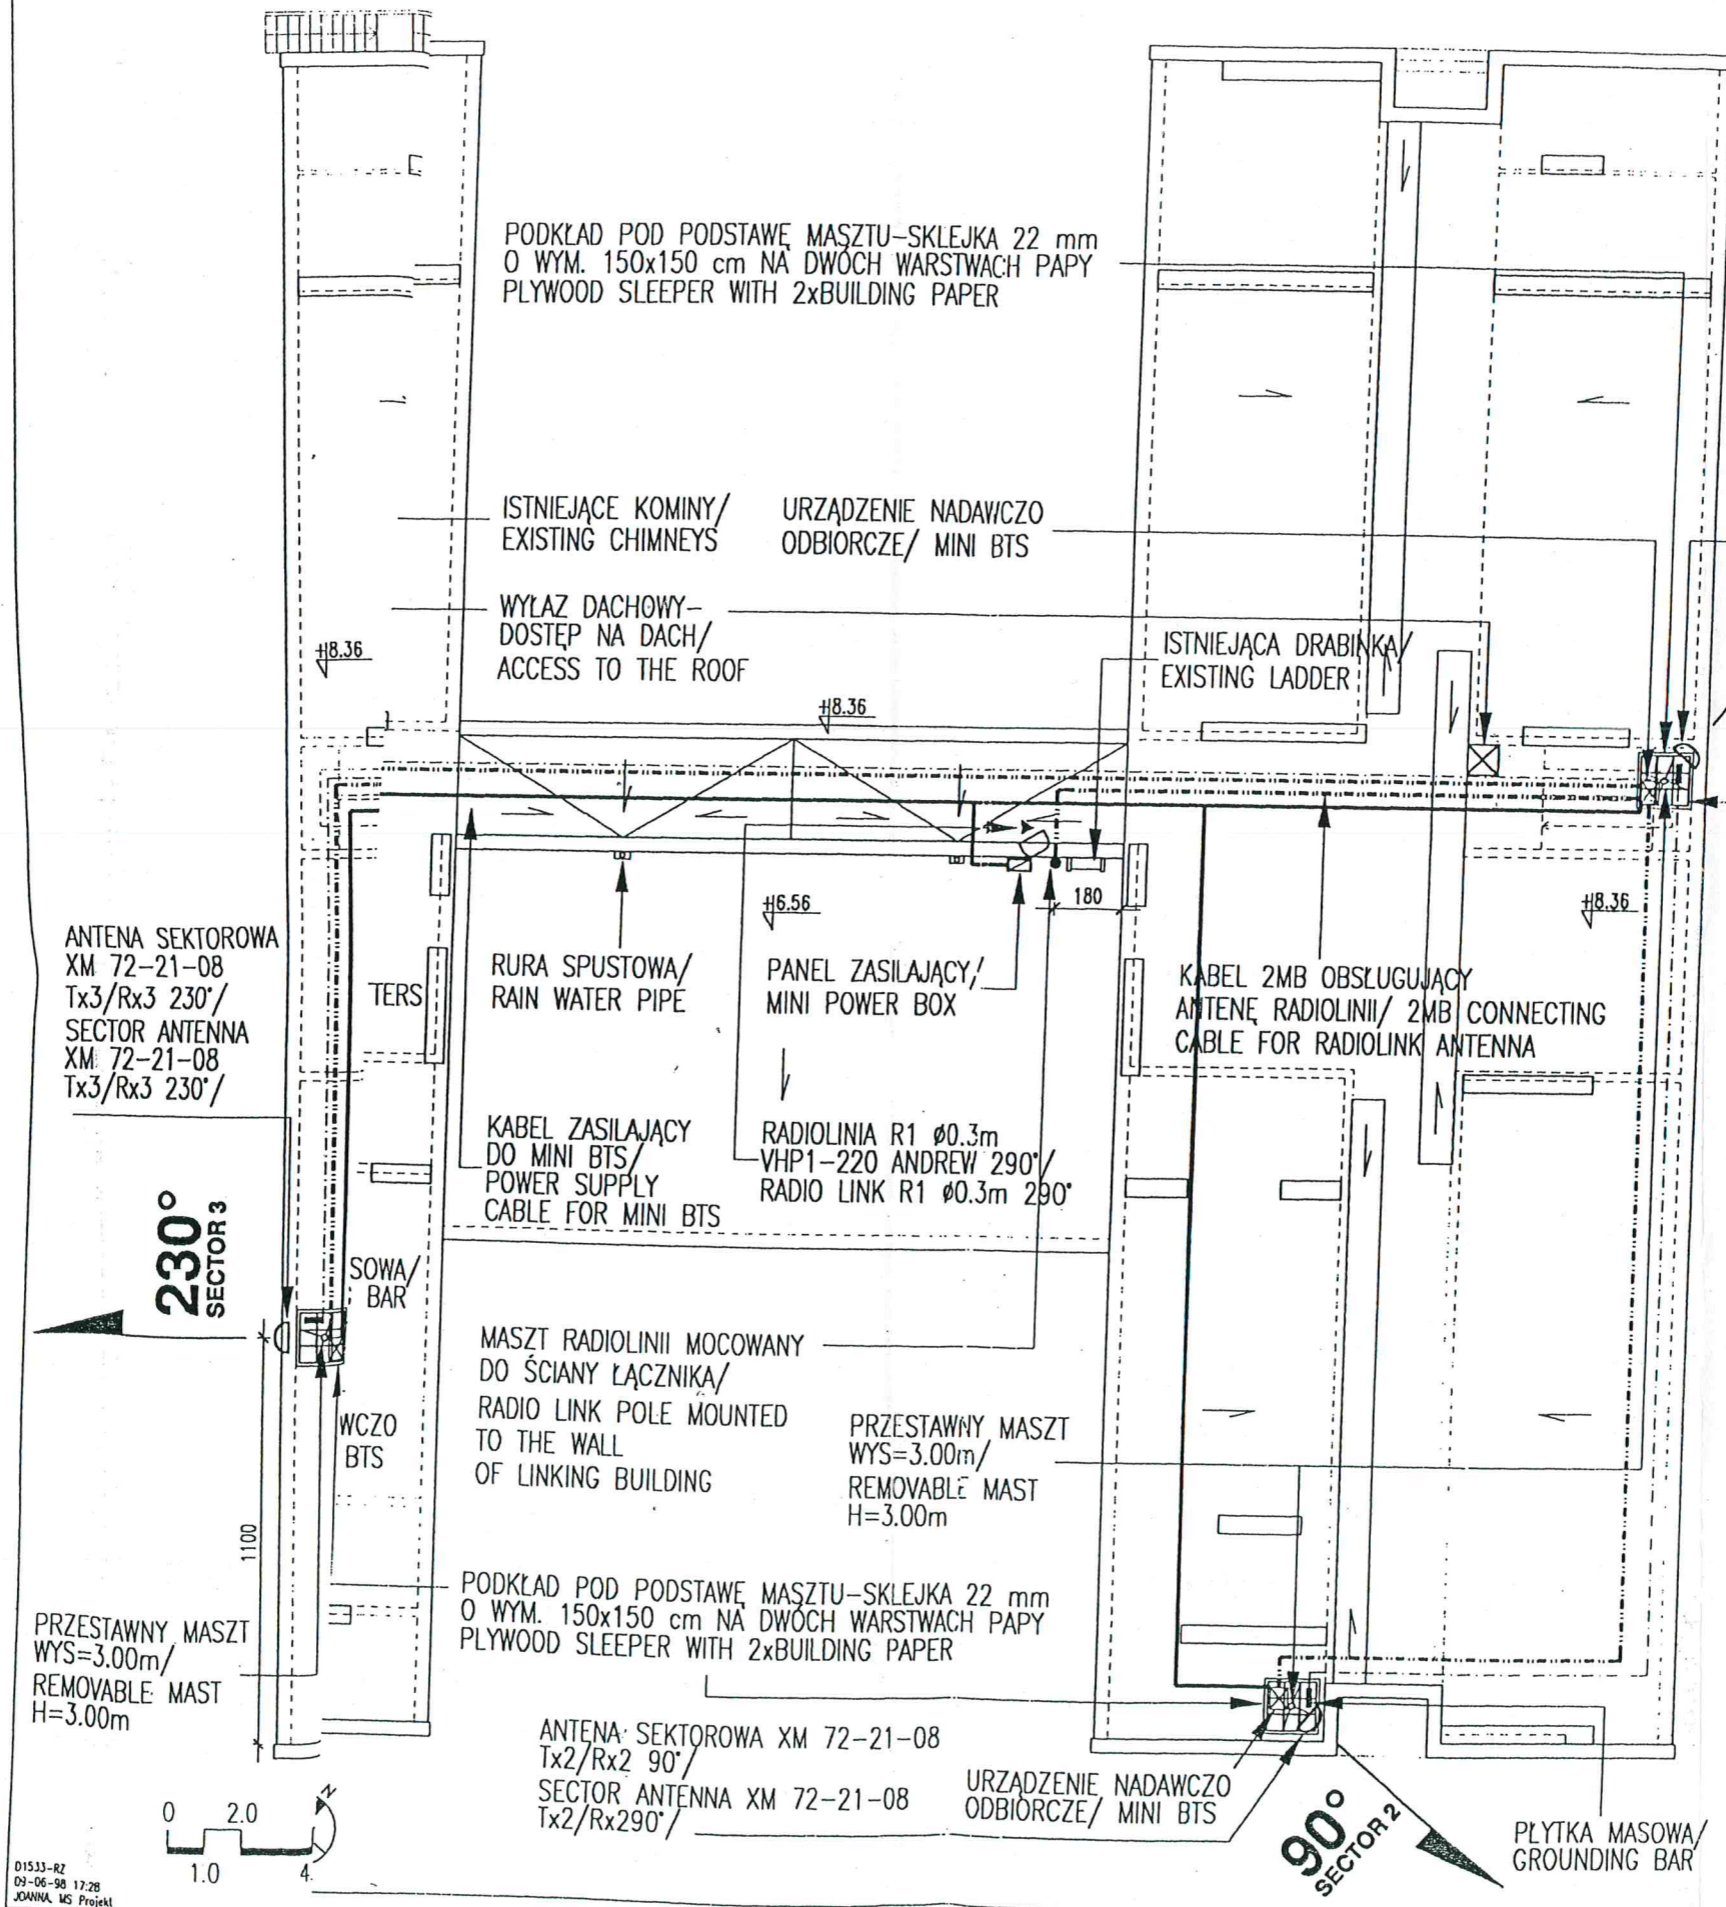 PODKŁAD POD PODSTAWĘ MASZTU-SKLEJKA 22 mm
O WYM. 150x150 cm NA DWÓCH WARSTWACH PAPY
PLYWOOD SLEEPER WITH 2xBUILDING PAPER
ISTNIEJĄCE KOMINY/
EXISTING CHIMNEYS
URZĄDZENIE NADAWCZO
ODBIORCZE/ MINI BTS
WYŁAZ DACHOWY-
DOSTĘP NA DACH/
ACCESS TO THE ROOF
ISTNIEJĄCA DRABINKA/
EXISTING LADDER
+8.36
+8.36
+6.56
180
+8.36
ANTENA SEKTOROWA
XM 72-21-08
Tx3/Rx3 230°/
SECTOR ANTENNA
XM 72-21-08
Tx3/Rx3 230°/
TERS
RURA SPUSTOWA/
RAIN WATER PIPE
PANEL ZASILAJĄCY/
MINI POWER BOX
KABEL 2MB OBSŁUGUJĄCY
ANTENĘ RADIOLINII/ 2MB CONNECTING
CABLE FOR RADIOLINK ANTENNA
KABEL ZASILAJĄCY
DO MINI BTS/
POWER SUPPLY
CABLE FOR MINI BTS
RADIOLINIA R1 ø0.3m
VHP1-220 ANDREW 290°/
RADIO LINK R1 ø0.3m 290°
230°
SECTOR 3
SOWA/
BAR
MASZT RADIOLINII MOCOWANY
DO ŚCIANY ŁĄCZNIKA/
RADIO LINK POLE MOUNTED
TO THE WALL
OF LINKING BUILDING
WCZO
BTS
PRZESTAWNY MASZT
WYS=3.00m/
REMOVABLE MAST
H=3.00m
1100
PODKŁAD POD PODSTAWĘ MASZTU-SKLEJKA 22 mm
O WYM. 150x150 cm NA DWÓCH WARSTWACH PAPY
PLYWOOD SLEEPER WITH 2xBUILDING PAPER
PRZESTAWNY MASZT
WYS=3.00m/
REMOVABLE MAST
H=3.00m
ANTENA SEKTOROWA XM 72-21-08
Tx2/Rx2 90°/
SECTOR ANTENNA XM 72-21-08
Tx2/Rx290°/
URZĄDZENIE NADAWCZO
ODBIORCZE/ MINI BTS
90°
SECTOR 2
PŁYTKA MASOWA/
GROUNDING BAR
N
0 2.0
1.0 4.
D1533-RZ
09-06-98 17:28
JOANNA, MS Projekt